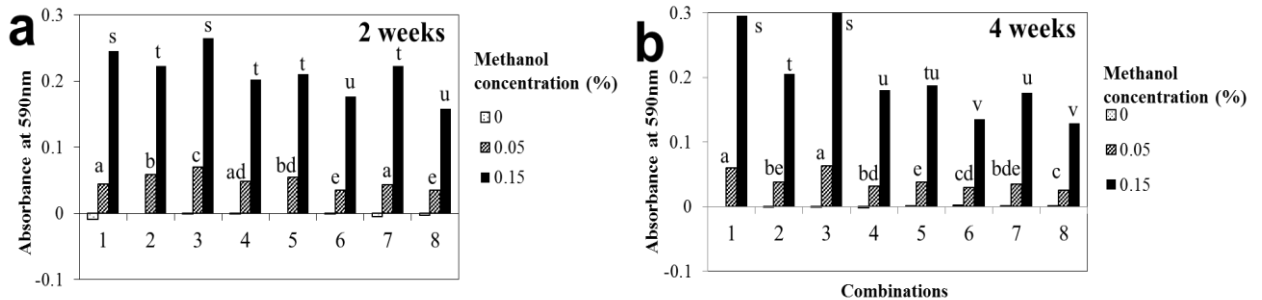 a
2 weeks
Absorbance at 590nm
0.3
0.2
0.1
0
-0.1
s t s t t u t u
a b c ad bd e a e
1 2 3 4 5 6 7 8
Methanol
concentration (%)
0
0.05
0.15
b
4 weeks
Absorbance at 590nm
0.3
0.2
0.1
0
-0.1
s t s u tu v u v
a be a bd e cd bde c
1 2 3 4 5 6 7 8
Combinations
Methanol
concentration (%)
0
0.05
0.15